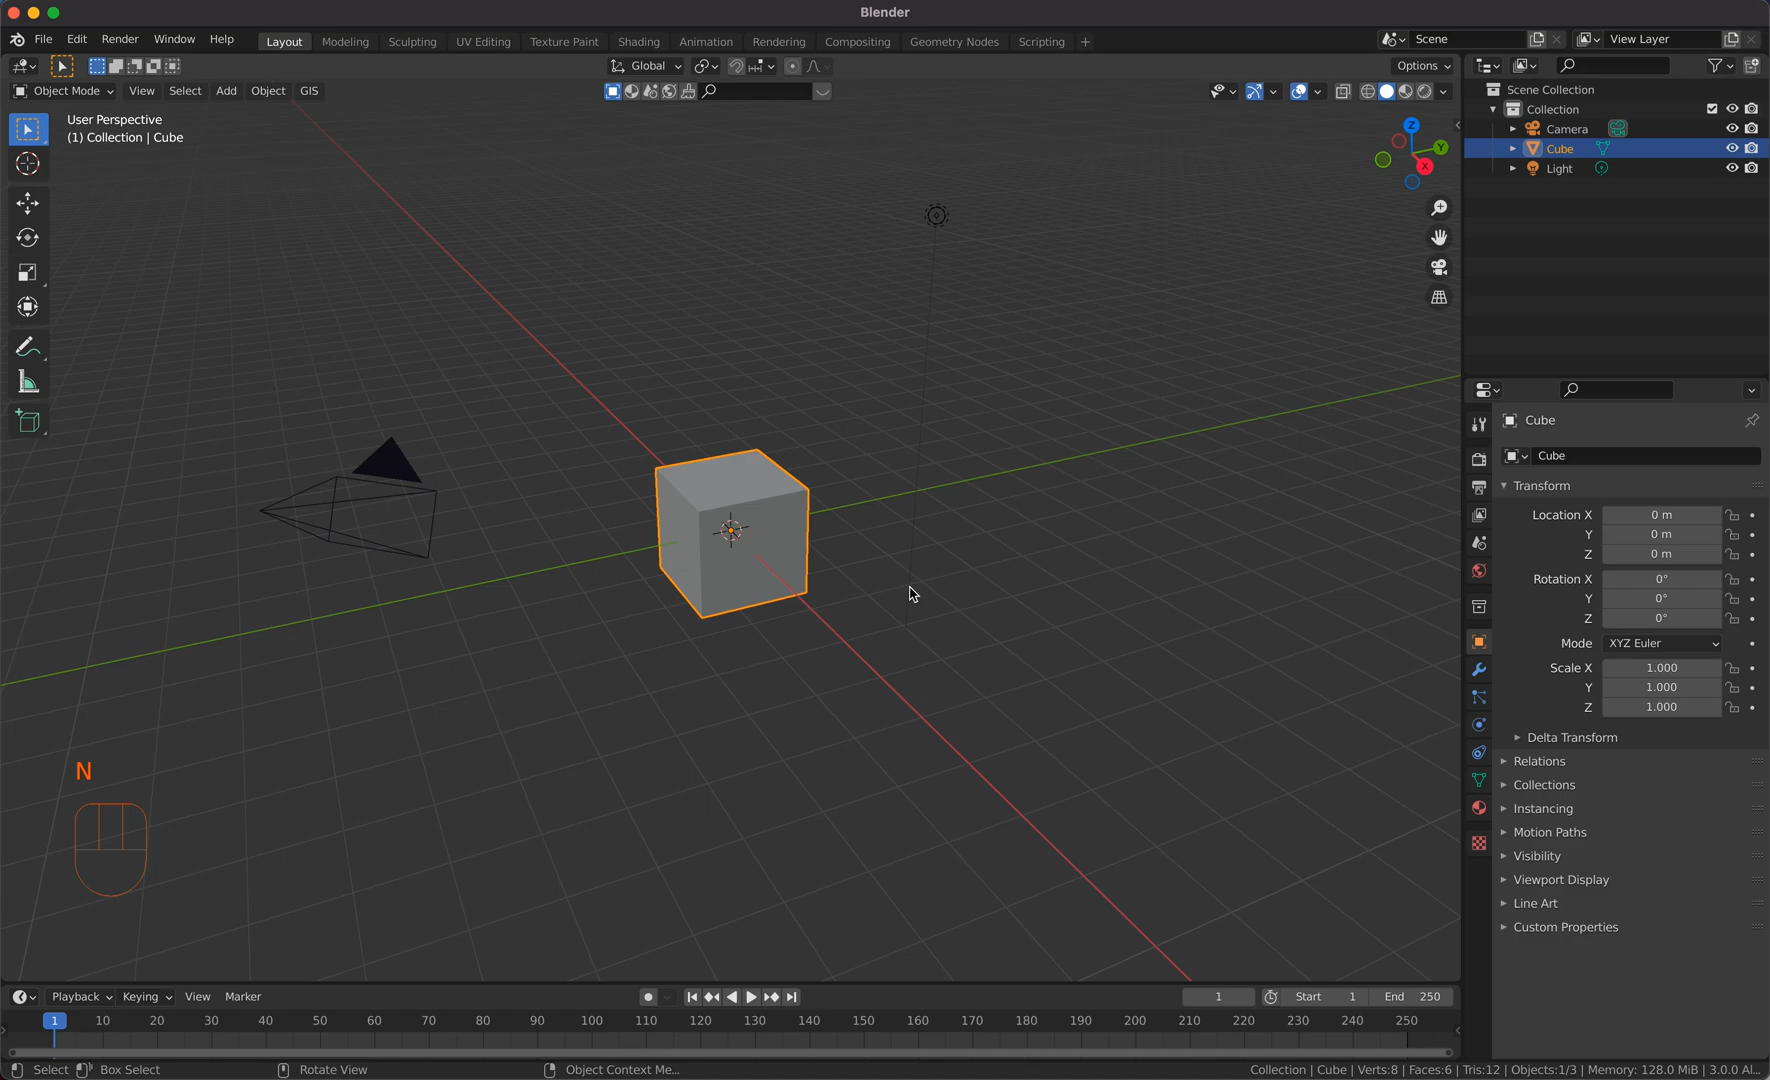 Blender
File Edit Render Window Help Layout Modeling Sculpting UV Editing Texture Paint Shading Animation Rendering Compositing Geometry Nodes Scripting + Scene View Layer
Global Options
Object Mode View Select Add Object GIS
User Perspective
(1) Collection | Cube
Z
Y
X
Scene Collection
Collection
Camera
Cube
Light
Cube
Cube
Transform
Location X 0 m
Y 0 m
Z 0 m
Rotation X 0°
Y 0°
Z 0°
Mode XYZ Euler
Scale X 1.000
Y 1.000
Z 1.000
Delta Transform
Relations
Collections
Instancing
Motion Paths
Visibility
Viewport Display
Line Art
Custom Properties
N
Playback Keying View Marker 1 Start 1 End 250
1 10 20 30 40 50 60 70 80 90 100 110 120 130 140 150 160 170 180 190 200 210 220 230 240 250
Select Box Select Rotate View Object Context Me... Collection | Cube | Verts:8 | Faces:6 | Tris:12 | Objects:1/3 | Memory: 128.0 MiB | 3.0.0 Al...